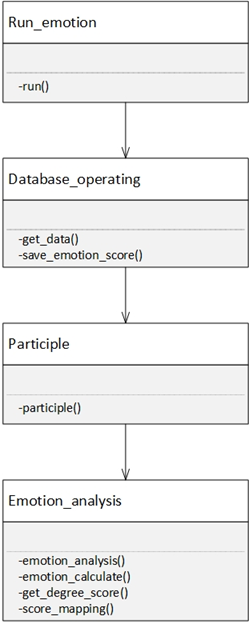 Run_emotion
-run()
Database_operating
-get_data()
-save_emotion_score()
Participle
-participle()
Emotion_analysis
-emotion_analysis()
-emotion_calculate()
-get_degree_score()
-score_mapping()